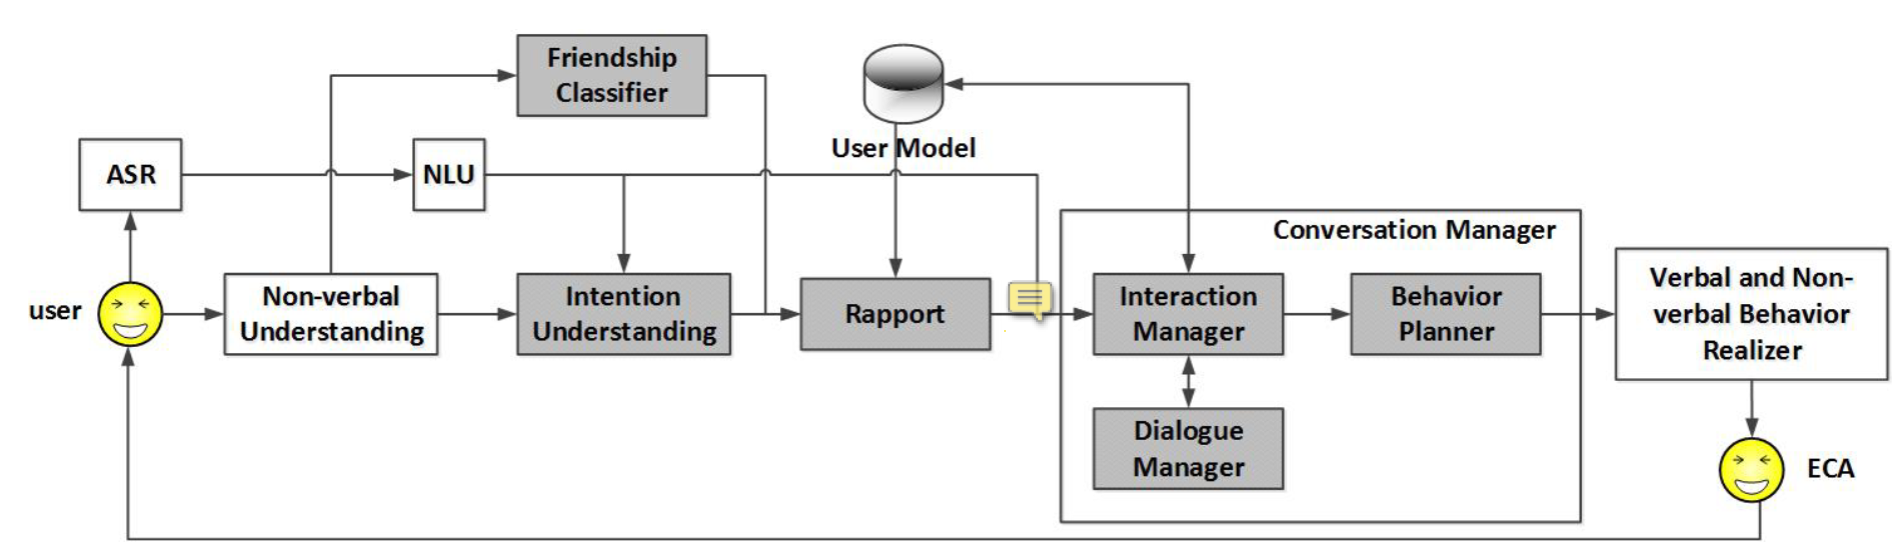 Friendship
Classifier
User Model
ASR
NLU
Conversation Manager
user
Non-verbal
Understanding
Intention
Understanding
Rapport
Interaction
Manager
Behavior
Planner
Verbal and Non-
verbal Behavior
Realizer
Dialogue
Manager
ECA